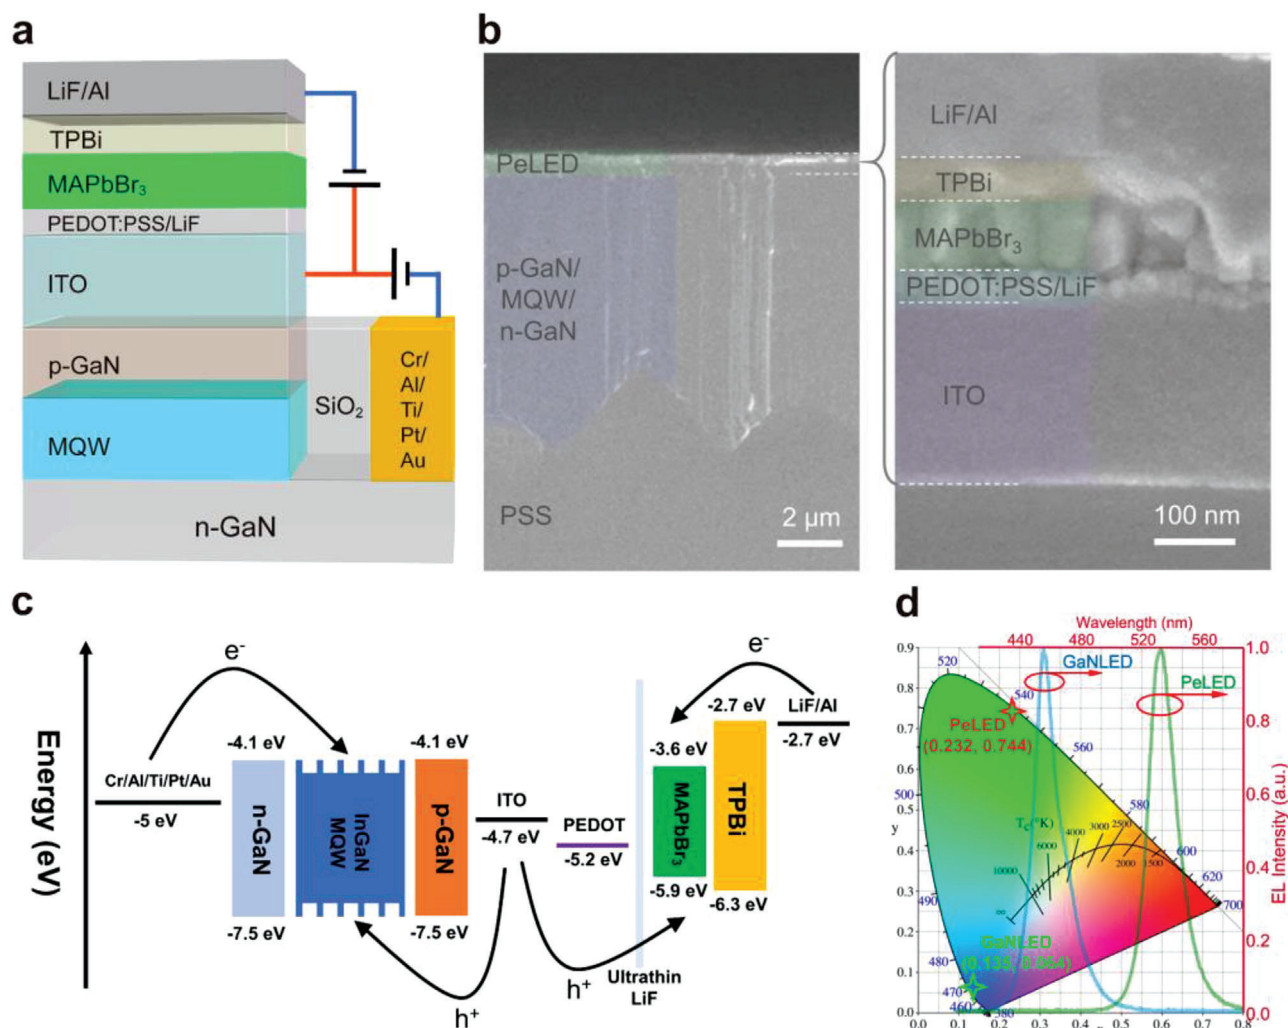 a
LiF/Al
TPBi
MAPbBr₃
PEDOT:PSS/LiF
ITO
p-GaN
MQW
SiO₂
Cr/
Al/
Ti/
Pt/
Au
n-GaN
b
PeLED
p-GaN/
MQW/
n-GaN
PSS
2 μm
LiF/Al
TPBi
MAPbBr₃
PEDOT:PSS/LiF
ITO
100 nm
c
Energy (eV)
e⁻
e⁻
Cr/Al/Ti/Pt/Au
-5 eV
-4.1 eV
n-GaN
-7.5 eV
InGaN
MQW
-4.1 eV
p-GaN
-7.5 eV
ITO
-4.7 eV
PEDOT
-5.2 eV
h⁺
h⁺
Ultrathin
LiF
-3.6 eV
MAPbBr₃
-5.9 eV
-2.7 eV
TPBi
-6.3 eV
LiF/Al
-2.7 eV
d
Wavelength (nm)
440 480 520 560
GaNLED
PeLED
PeLED
(0.232, 0.744)
GaNLED
EL Intensity (a.u.)
1.0
0.8
0.6
0.4
0.2
0.0
0.9
0.8
0.7
0.6
0.5
0.4
0.3
0.2
0.1
0.0
y
0.0 0.1 0.2 0.3 0.4 0.5 0.6 0.7 0.8
520
540
560
580
600
620
700
500
490
480
470
460
380
T_c(°K)
∞
10000
6000
4000
3000
2500
2000
1500